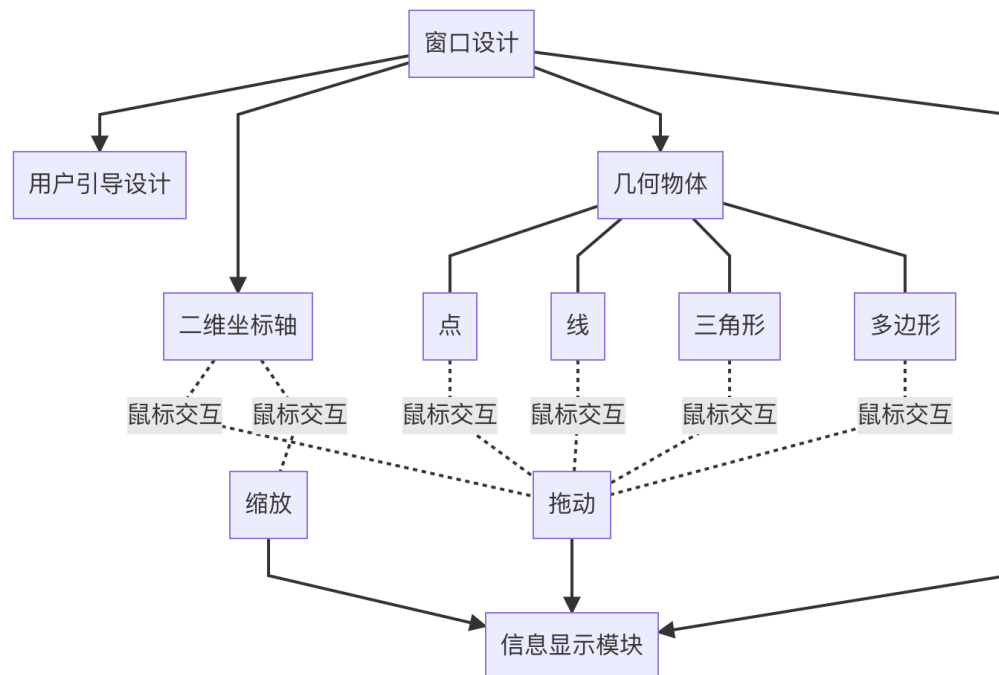 窗口设计
用户引导设计
几何物体
二维坐标轴
点
线
三角形
多边形
鼠标交互
鼠标交互
鼠标交互
鼠标交互
鼠标交互
鼠标交互
缩放
拖动
信息显示模块